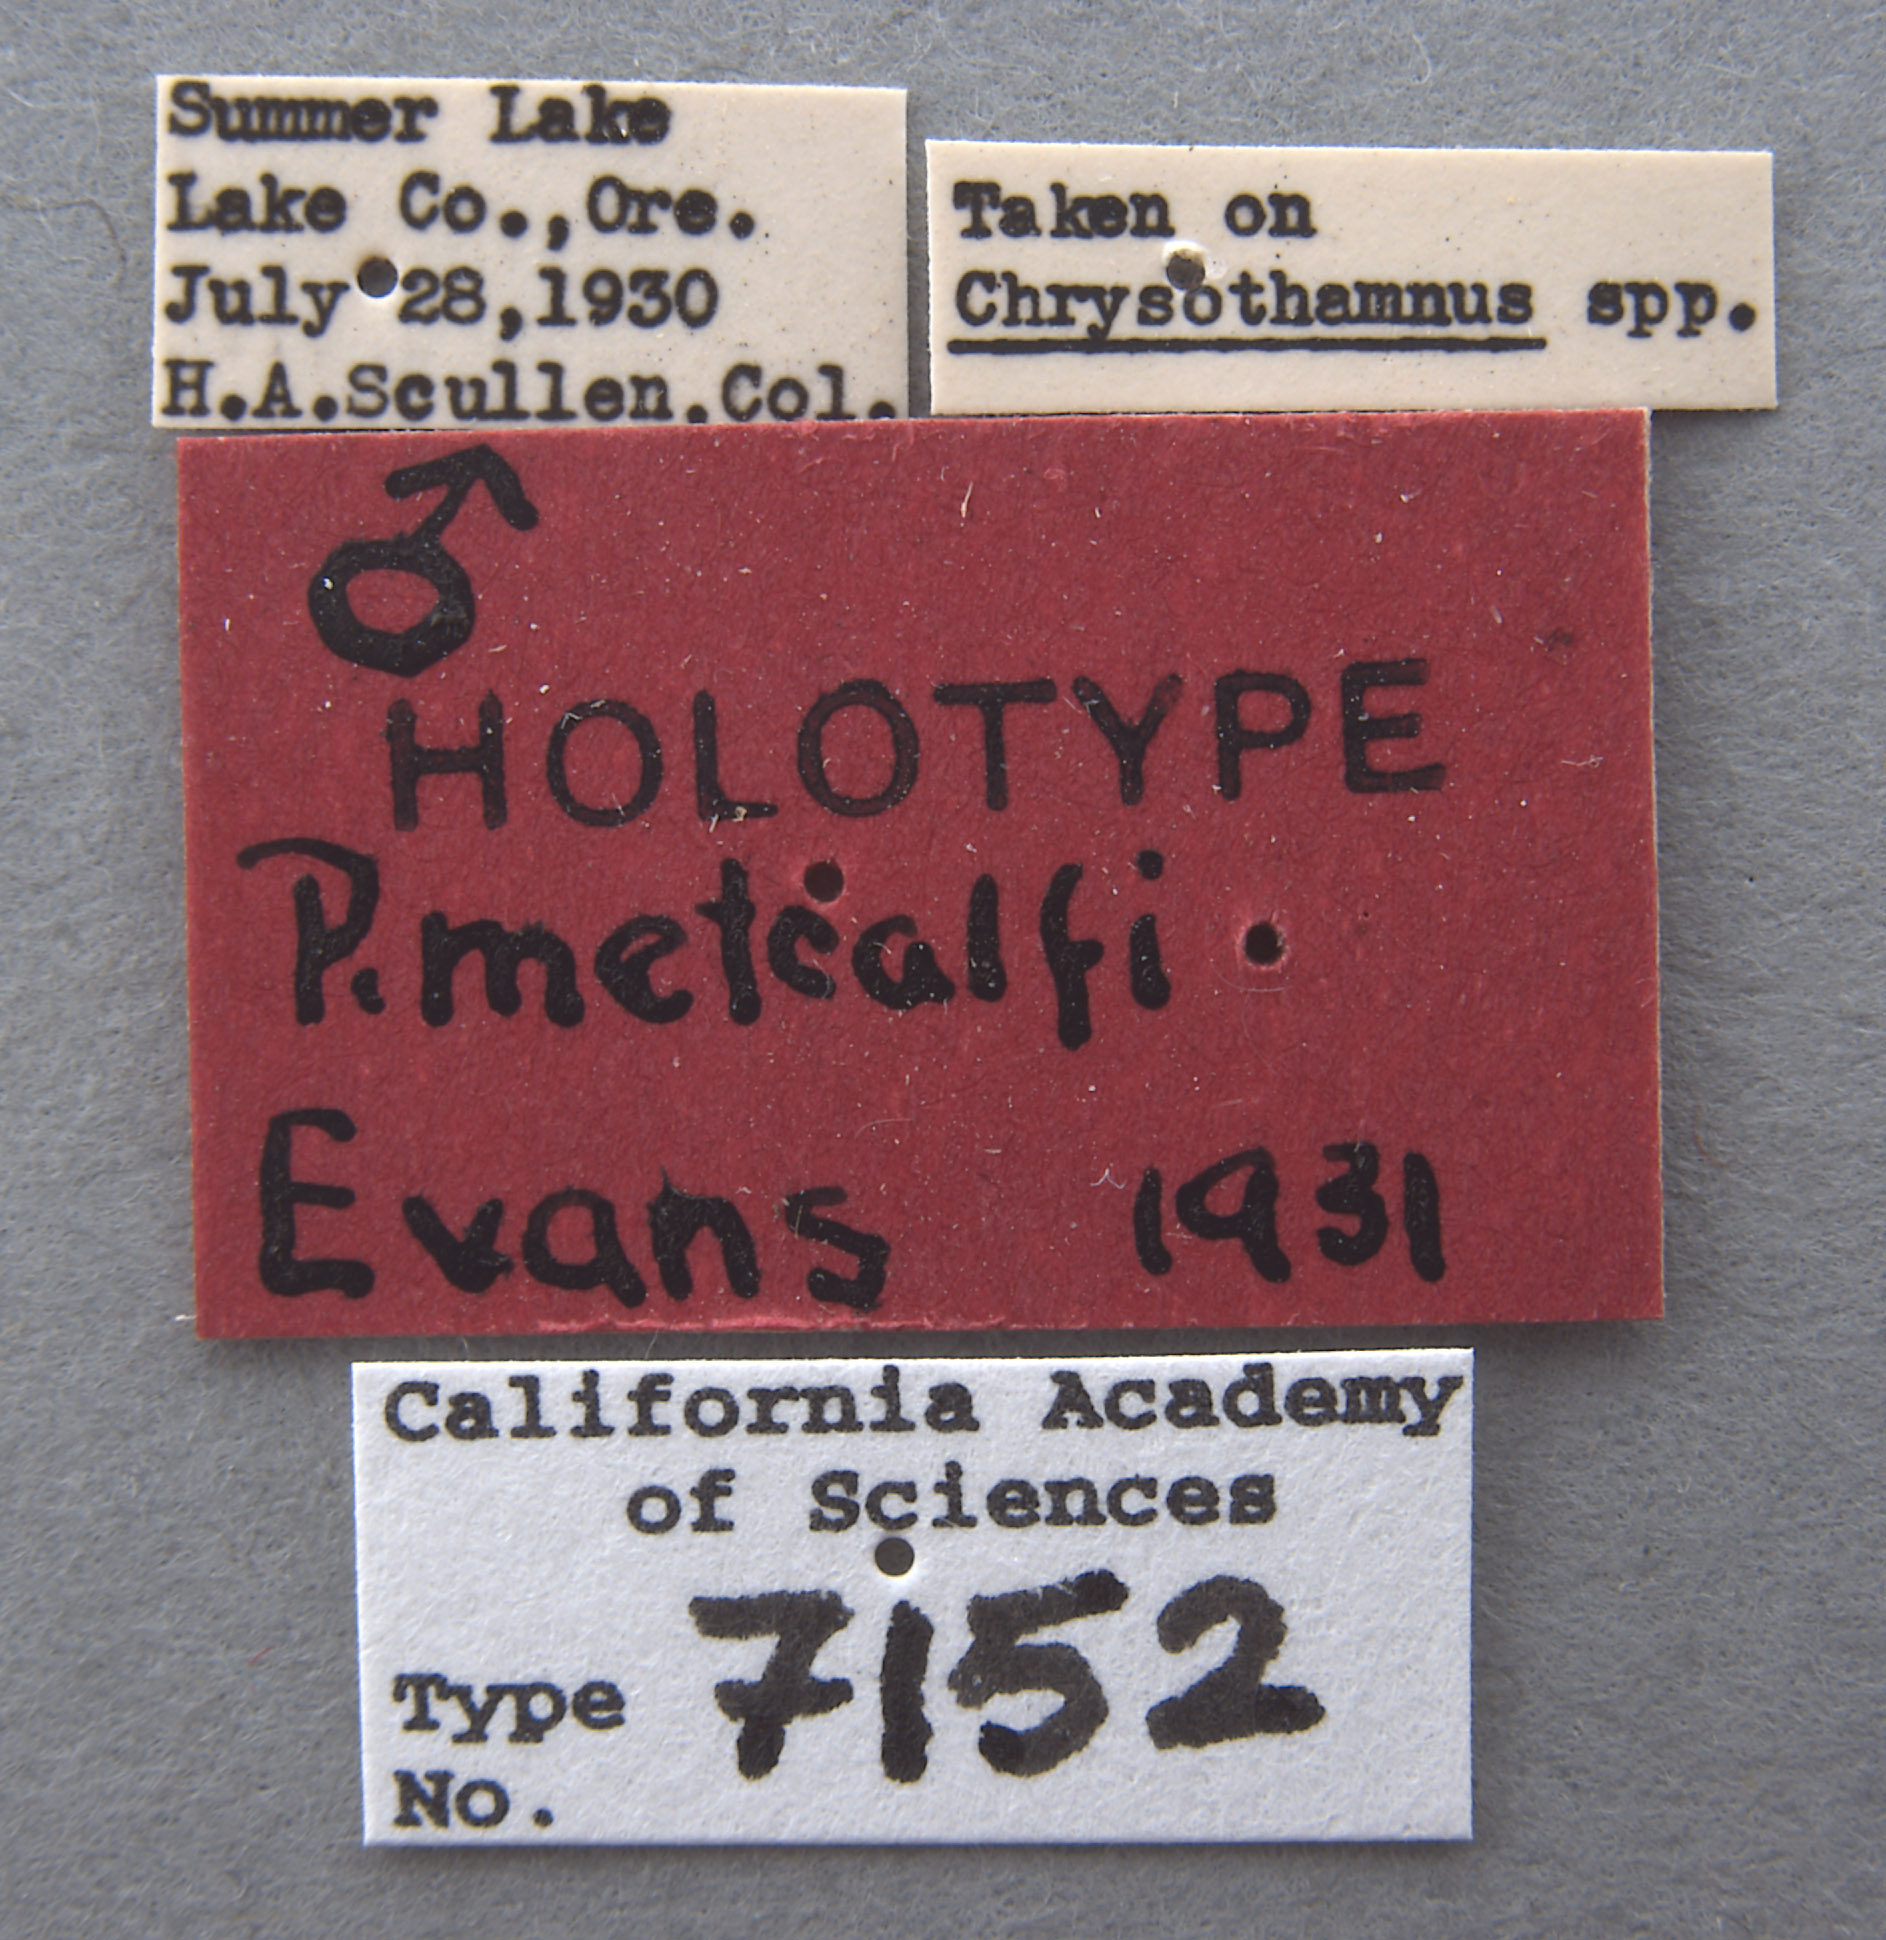 Summer Lake
Lake Co.,Ore.
July 28,1930
H.A.Scullen.Col.
Taken on
Chrysothamnus spp.
♂
HOLOTYPE
P. metcalfi
Evans 1931
California Academy
of Sciences
Type 7152
No.